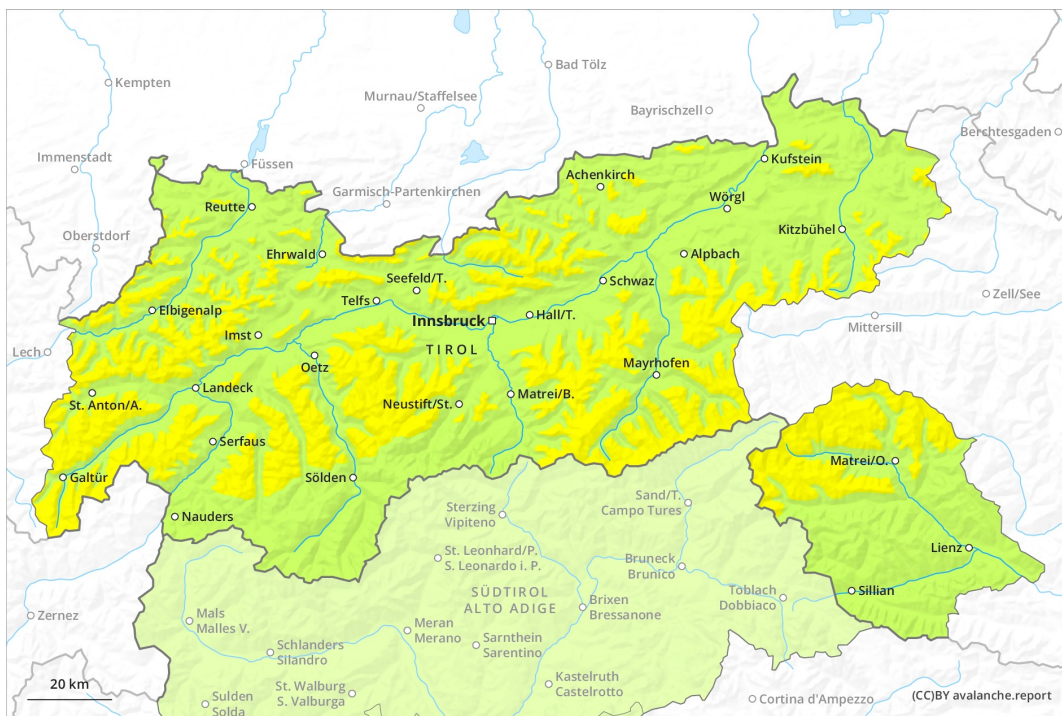 Kempten
Bad Tölz
Murnau/Staffelsee
Bayrischzell
Berchtesgaden
Immenstadt
Füssen
Kufstein
Achenkirch
Garmisch-Partenkirchen
Wörgl
Reutte
Oberstdorf
Kitzbühel
Ehrwald
Alpbach
Seefeld/T.
Schwaz
Zell/See
Telfs
Elbigenalp
Innsbruck
Hall/T.
Mittersill
Imst
TIROL
Lech
Oetz
Mayrhofen
Landeck
St. Anton/A.
Neustift/St.
Matrei/B.
Serfaus
Matrei/O.
Galtür
Sölden
Sterzing
Vipiteno
Sand/T.
Campo Tures
Nauders
Lienz
St. Leonhard/P.
S. Leonardo i. P.
Bruneck
Brunico
Sillian
SÜDTIROL
ALTO ADIGE
Toblach
Dobbiaco
Brixen
Bressanone
Zernez
Mals
Malles V.
Meran
Merano
Sarnthein
Sarentino
Schlanders
Silandro
Kastelruth
Castelrotto
20 km
St. Walburg
S. Valburga
Sulden
Solda
Cortina d'Ampezzo
(CC)BY avalanche.report